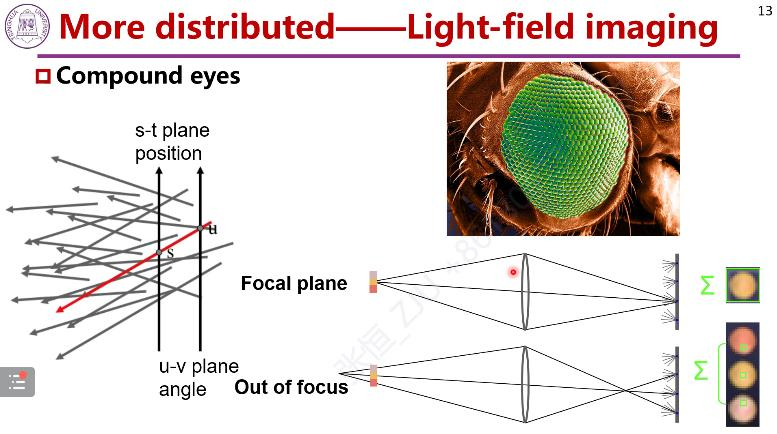 13
More distributed——Light-field imaging
Compound eyes
s-t plane
position
u
s
u-v plane
angle
Focal plane
Σ
Out of focus
Σ